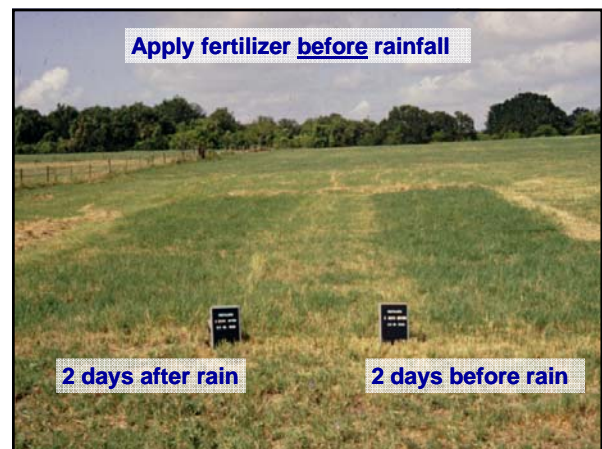 Apply fertilizer before rainfall
2 days after rain
2 days before rain